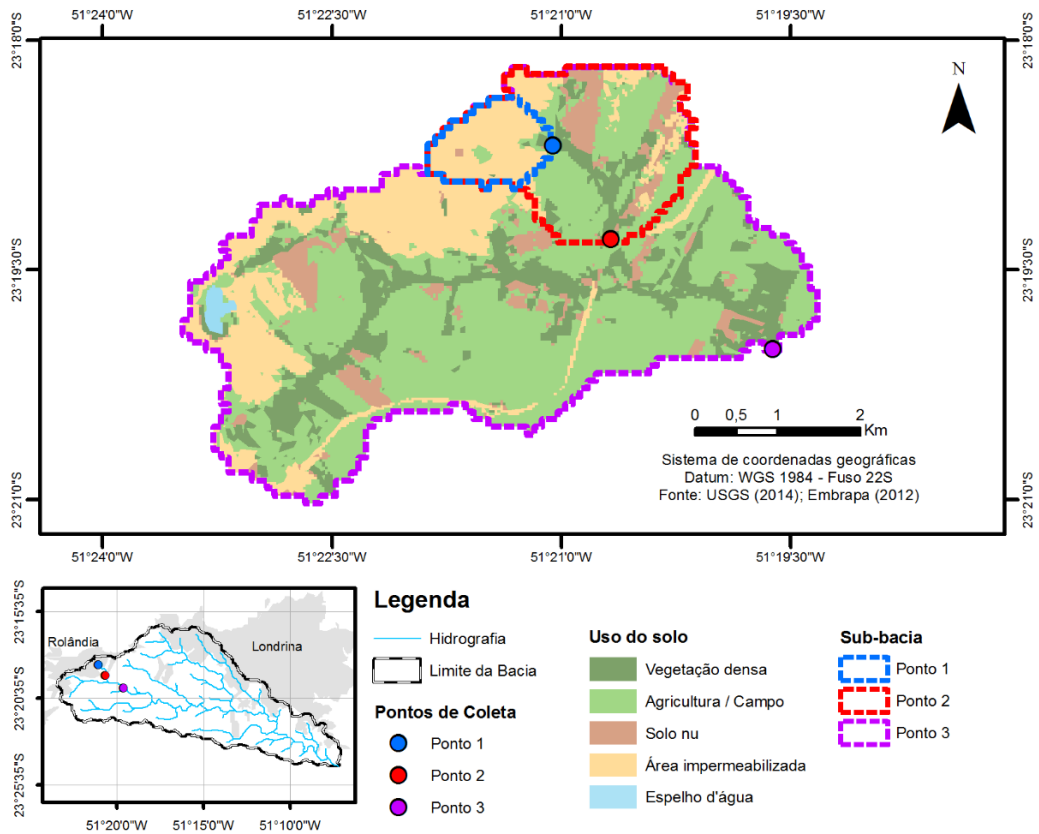 51°24'0"W 51°22'30"W 51°21'0"W 51°19'30"W
23°18'0"S 23°18'0"S
N
23°19'30"S 23°19'30"S
0 0,5 1 2
Km
Sistema de coordenadas geográficas
Datum: WGS 1984 - Fuso 22S
Fonte: USGS (2014); Embrapa (2012)
23°21'0"S 23°21'0"S
51°24'0"W 51°22'30"W 51°21'0"W 51°19'30"W
23°15'35"S
Rolândia
Londrina
23°20'35"S
23°25'35"S
51°20'0"W 51°15'0"W 51°10'0"W
Legenda
Hidrografia
Limite da Bacia
Pontos de Coleta
Ponto 1
Ponto 2
Ponto 3
Uso do solo
Vegetação densa
Agricultura / Campo
Solo nu
Área impermeabilizada
Espelho d'água
Sub-bacia
Ponto 1
Ponto 2
Ponto 3